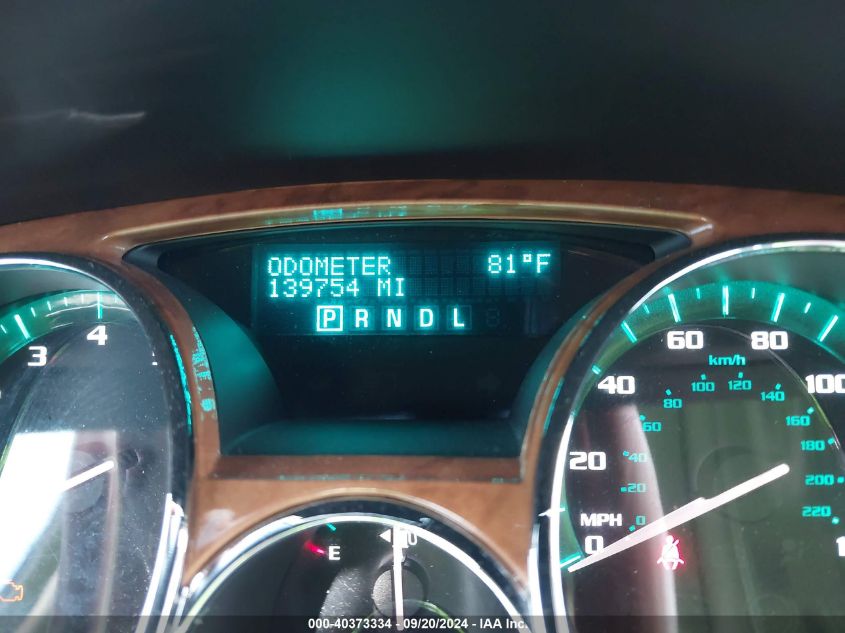 ODOMETER 81°F
139754 MI
P R N D L
3 4
20 40 60 80 100
km/h
0 20 40 60 80 100 120 140 160 180 200 220
MPH
0
E
000-40373334 - 09/20/2024 - IAA Inc.